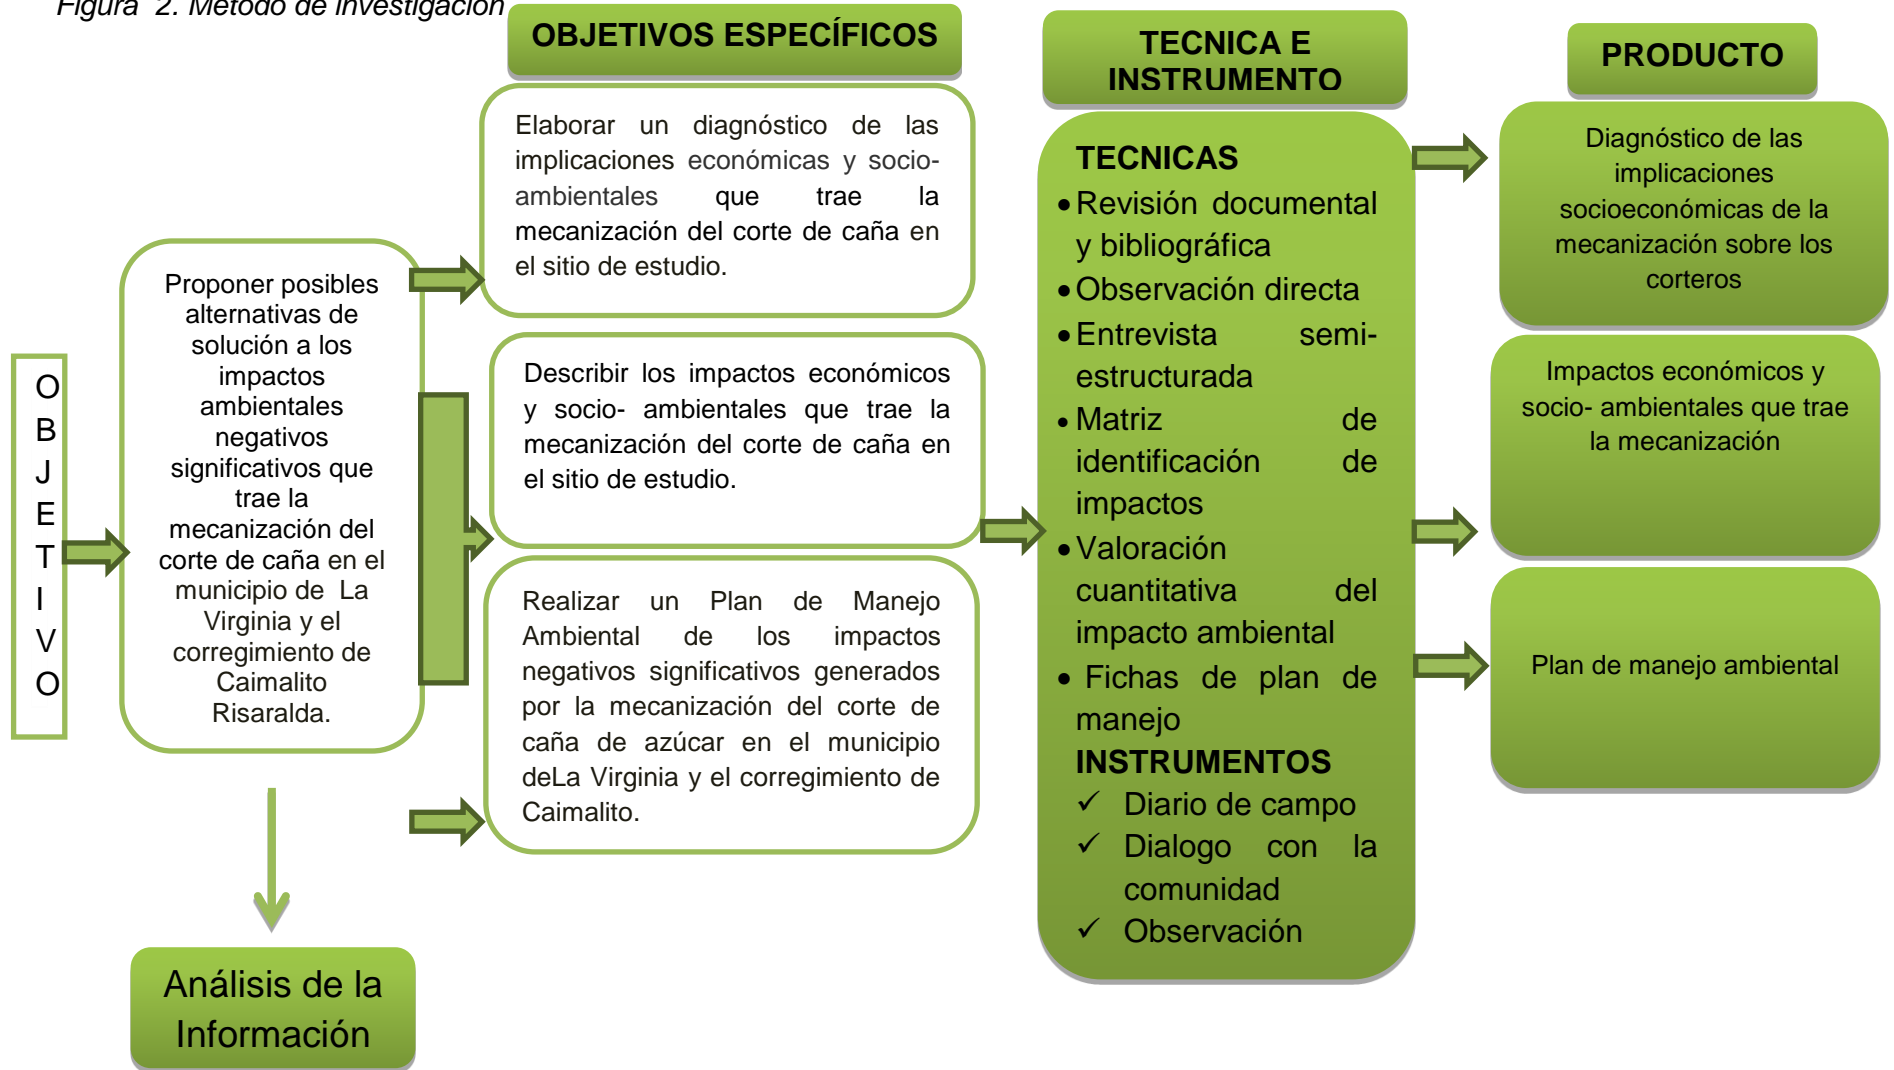 Figura 2. Método de investigación
OBJETIVOS ESPECÍFICOS
TECNICA E
INSTRUMENTO
PRODUCTO
O
B
J
E
T
I
V
O
Proponer posibles
alternativas de
solución a los
impactos
ambientales
negativos
significativos que
trae la
mecanización del
corte de caña en el
municipio de La
Virginia y el
corregimiento de
Caimalito
Risaralda.
Análisis de la
Información
Elaborar un diagnóstico de las
implicaciones económicas y socio-
ambientales que trae la
mecanización del corte de caña en
el sitio de estudio.
Describir los impactos económicos
y socio- ambientales que trae la
mecanización del corte de caña en
el sitio de estudio.
Realizar un Plan de Manejo
Ambiental de los impactos
negativos significativos generados
por la mecanización del corte de
caña de azúcar en el municipio
deLa Virginia y el corregimiento de
Caimalito.
TECNICAS
• Revisión documental
y bibliográfica
• Observación directa
• Entrevista semi-
estructurada
• Matriz de
identificación de
impactos
• Valoración
cuantitativa del
impacto ambiental
• Fichas de plan de
manejo
INSTRUMENTOS
✓ Diario de campo
✓ Dialogo con la
comunidad
✓ Observación
Diagnóstico de las
implicaciones
socioeconómicas de la
mecanización sobre los
corteros
Impactos económicos y
socio- ambientales que trae
la mecanización
Plan de manejo ambiental